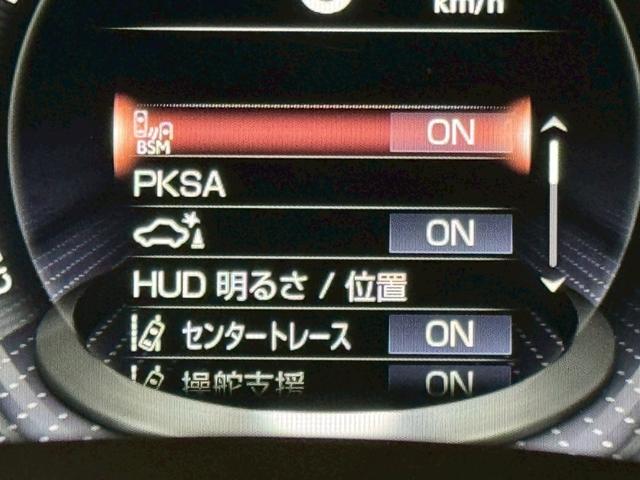 km/h
BSM ON
PKSA
ON
HUD 明るさ / 位置
センタートレース ON
操舵支援 ON